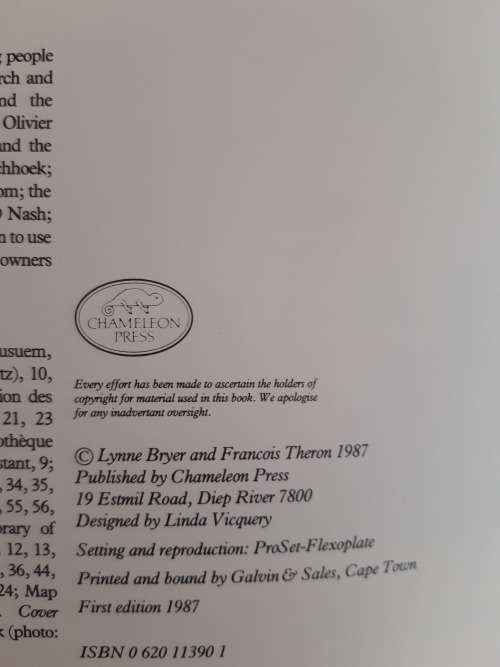 people
rch and
nd the
Olivier
and the
chhoek;
om; the
Nash;
n to use
owners
CHAMELEON
PRESS
usuem,
tz), 10,
ion des
21, 23
othèque
stant, 9;
, 34, 35,
, 55, 56,
rary of
12, 13,
, 36, 44,
24; Map
. Cover
k (photo:
Every effort has been made to ascertain the holders of
copyright for material used in this book. We apologise
for any inadvertant oversight.
© Lynne Bryer and Francois Theron 1987
Published by Chameleon Press
19 Estmil Road, Diep River 7800
Designed by Linda Vicquery
Setting and reproduction: ProSet-Flexoplate
Printed and bound by Galvin & Sales, Cape Town
First edition 1987
ISBN 0 620 11390 1